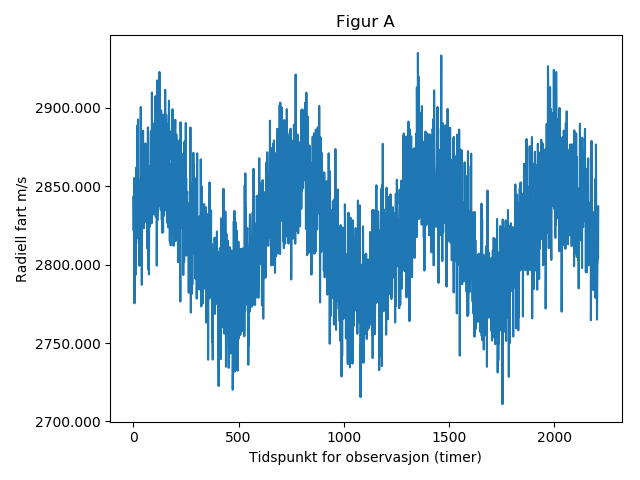 Figur A
2900.000
2850.000
2800.000
2750.000
2700.000
Radiell fart m/s
0 500 1000 1500 2000
Tidspunkt for observasjon (timer)